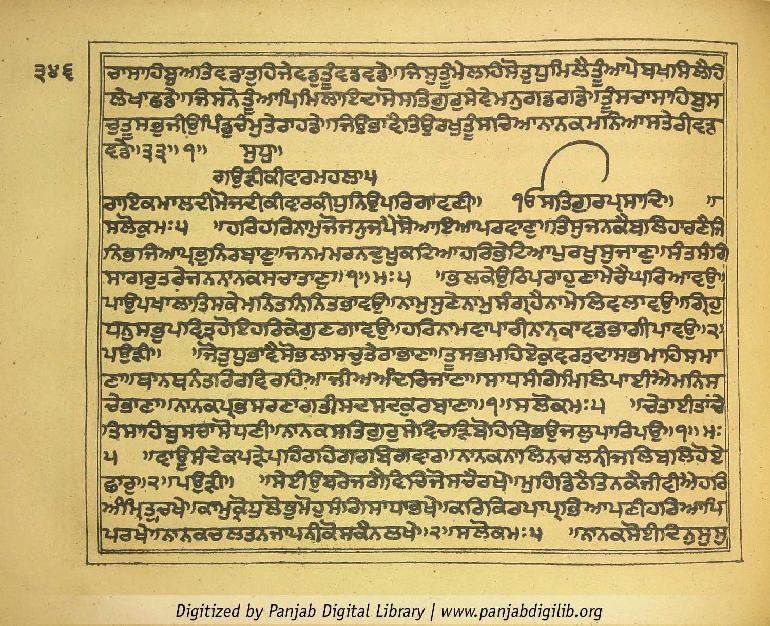 ੩੪੬
ਚਾਸਾਹਿਬੁਅਤਿਵਡਾਤੁਹਿਜੇਵਡੁਤੂੰਵਡਵਡੇ॥ਜਿਸੁਤੂੰਮੇਲਹਿਸੋਤੁਧੁਮਿਲੈਤੂੰਆਪੇਬਖਸਿਲੈਹਿ
ਲੇਖਾਛਡੇ॥ਜਿਸਨੋਤੂੰਆਪਿਮਿਲਾਇਦਾਸੋਸਤਿਗੁਰੁਸੇਵੇਮਨੁਗਡਗਡੇ॥ਤੂੰਸਚਾਸਾਹਿਬੁਸ
ਚੁਤੂਸਭੁਜੀਉਪਿੰਡੁਚੰਮੁਤੇਰਾਹਡੇ॥ਜਿਉਭਾਵੈਤਿਉਰਖੁਤੂੰਸਚਿਆਨਾਨਕਮਨਿਆਸਤੇਰੀਵਡ
ਵਡੇ॥੩੩॥੧॥ ਸੁਧੁ॥
ਗਉੜੀਕੀਵਾਰਮਹਲਾ੫
ਰਾਇਕਮਾਲਦੀਮੋਜਦੀਕੀਵਾਰਕੀਧੁਨਿਉਪਰਿਗਾਵਣੀ॥ ੴਸਤਿਗੁਰਪ੍ਰਸਾਦਿ॥ ॥
ਸਲੋਕਮਃ੫ ॥ਹਰਿਹਰਿਨਾਮੁਜੋਜਨੁਜਪੈਸੋਆਇਆਪਰਵਾਣੁ॥ਤਿਸੁਜਨਕੈਬਲਿਹਾਰਣੈਜਿ
ਨਿਭਜਿਆਪ੍ਰਭੁਨਿਰਬਾਣੁ॥ਜਨਮਮਰਨਦੁਖੁਕਟਿਆਹਰਿਭੇਟਿਆਪੁਰਖੁਸੁਜਾਣੁ॥ਸੰਤਸੰਗਿ
ਸਾਗਰੁਤਰੇਜਨਨਾਨਕਸਚਾਤਾਣੁ॥੧॥ਮਃ੫ ॥ਭਲਕੇਉਠਿਪਰਾਹੁਣਾਮੇਰੈਘਰਿਆਵਉ॥
ਪਾਉਪਖਾਲਾਤਿਸਕੇਮਨਿਤਨਿਨਿਤਭਾਵਉ॥ਨਾਮੁਸੁਣੇਨਾਮੁਸੰਗ੍ਰਹੈਨਾਮੇਲਿਵਲਾਵਉ॥ਗ੍ਰਿਹੁ
ਧਨੁਸਭੁਪਵਿਤ੍ਰੁਹੋਇਹਰਿਕੇਗੁਣਗਾਵਉ॥ਹਰਿਨਾਮਵਾਪਾਰੀਨਾਨਕਾਵਡਭਾਗੀਪਾਵਉ॥੨॥
ਪਉੜੀ॥ ॥ਜੋਤੁਧੁਭਾਵੈਸੋਭਲਾਸਚੁਤੇਰਾਭਾਣਾ॥ਤੂਸਭਮਹਿਏਕੁਵਰਤਦਾਸਭਮਾਹਿਸਮਾ
ਣਾ॥ਥਾਨਥਨੰਤਰਿਰਵਿਰਹਿਆਜੀਅਅੰਦਰਿਜਾਣਾ॥ਸਾਧਸੰਗਿਮਿਲਿਪਾਈਐਮਨਿਸ
ਚੇਭਾਣਾ॥ਨਾਨਕਪ੍ਰਭਸਰਣਾਗਤੀਸਦਸਦਕੁਰਬਾਣਾ॥੧॥ਸਲੋਕਮਃ੫ ॥ਚੇਤਾਈਤਾਂਚੇ
ਤਿਸਾਹਿਬੁਸਚਾਸੋਧਣੀ॥ਨਾਨਕਸਤਿਗੁਰੁਸੇਵਿਚੜਿਬੋਹਿਥਿਭਉਜਲੁਪਾਰਿਪਉ॥੧॥ਮਃ
੫ ॥ਵਾਊਸੰਦੇਕਪੜੇਪਹਿਰਹਿਗਰਬਿਗਵਾਰ॥ਨਾਨਕਨਾਲਿਨਚਲਨੀਜਲਿਬਲਿਹੋਏ
ਛਾਰੁ॥੨॥ਪਉੜੀ॥ ॥ਸੇਈਉਬਰੇਜਗੈਵਿਚਿਜੋਸਚੈਰਖੇ॥ਮੁਹਿਡਿਠੈਤਿਨਕੈਜੀਵੀਐਹਰਿ
ਅੰਮ੍ਰਿਤੁਚਖੇ॥ਕਾਮੁਕ੍ਰੋਧੁਲੋਭੁਮੋਹੁਸੰਗਿਸਾਧਾਭਖੇ॥ਕਰਿਕਿਰਪਾਪ੍ਰਭਿਆਪਣੀਹਰਿਆਪਿ
ਪਰਖੇ॥ਨਾਨਕਚਲਤਨਜਾਪਨੀਕੋਸਕੈਨਲਖੇ॥੨॥ਸਲੋਕਮਃ੫ ॥ਨਾਨਕਸੋਈਦਿਨੁਸੁਹਾ
Digitized by Panjab Digital Library | www.panjabdigilib.org